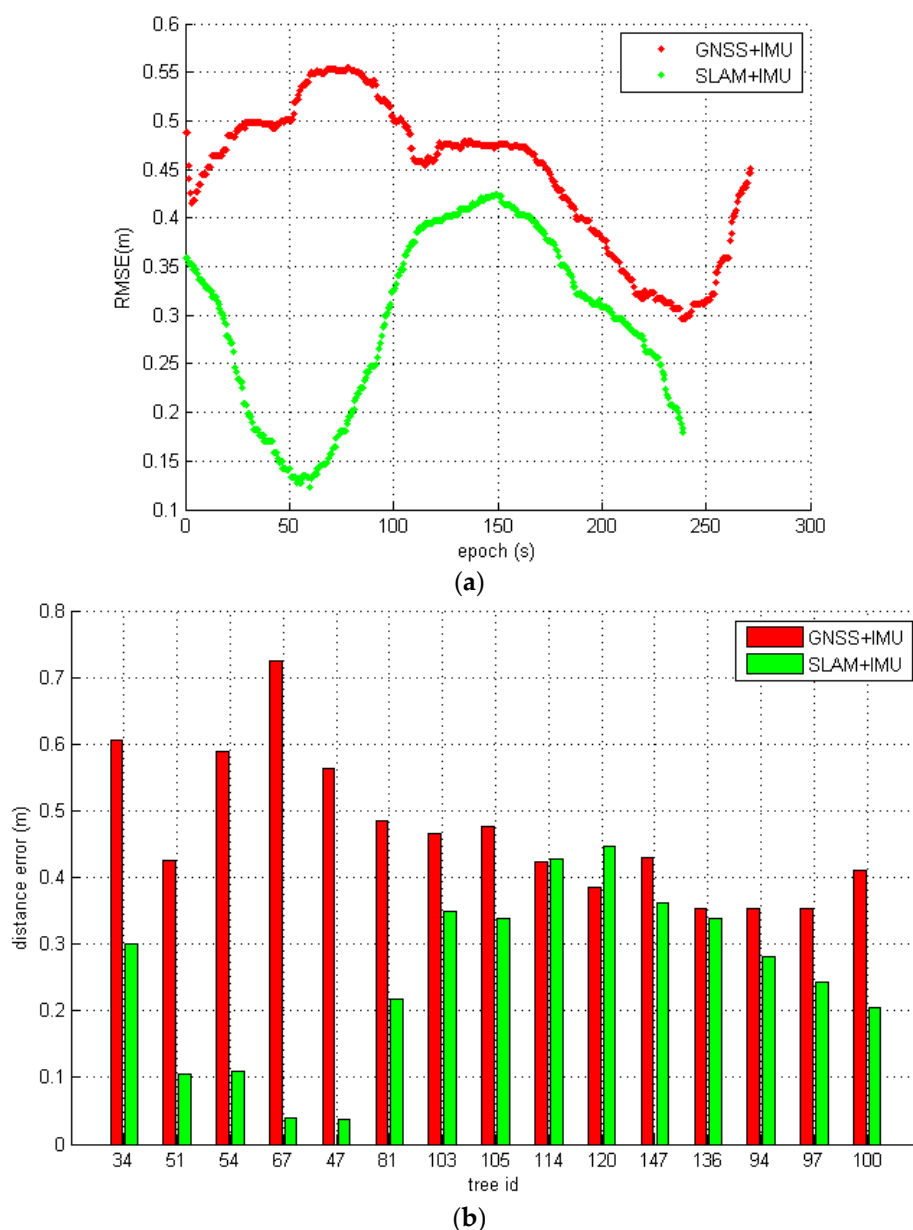 0.6
0.55
0.5
0.45
0.4
0.35
0.3
0.25
0.2
0.15
0.1
RMSE(m)
GNSS+IMU
SLAM+IMU
0 50 100 150 200 250 300
epoch (s)
(a)
0.8
0.7
0.6
0.5
0.4
0.3
0.2
0.1
0
distance error (m)
GNSS+IMU
SLAM+IMU
34 51 54 67 47 81 103 105 114 120 147 136 94 97 100
tree id
(b)